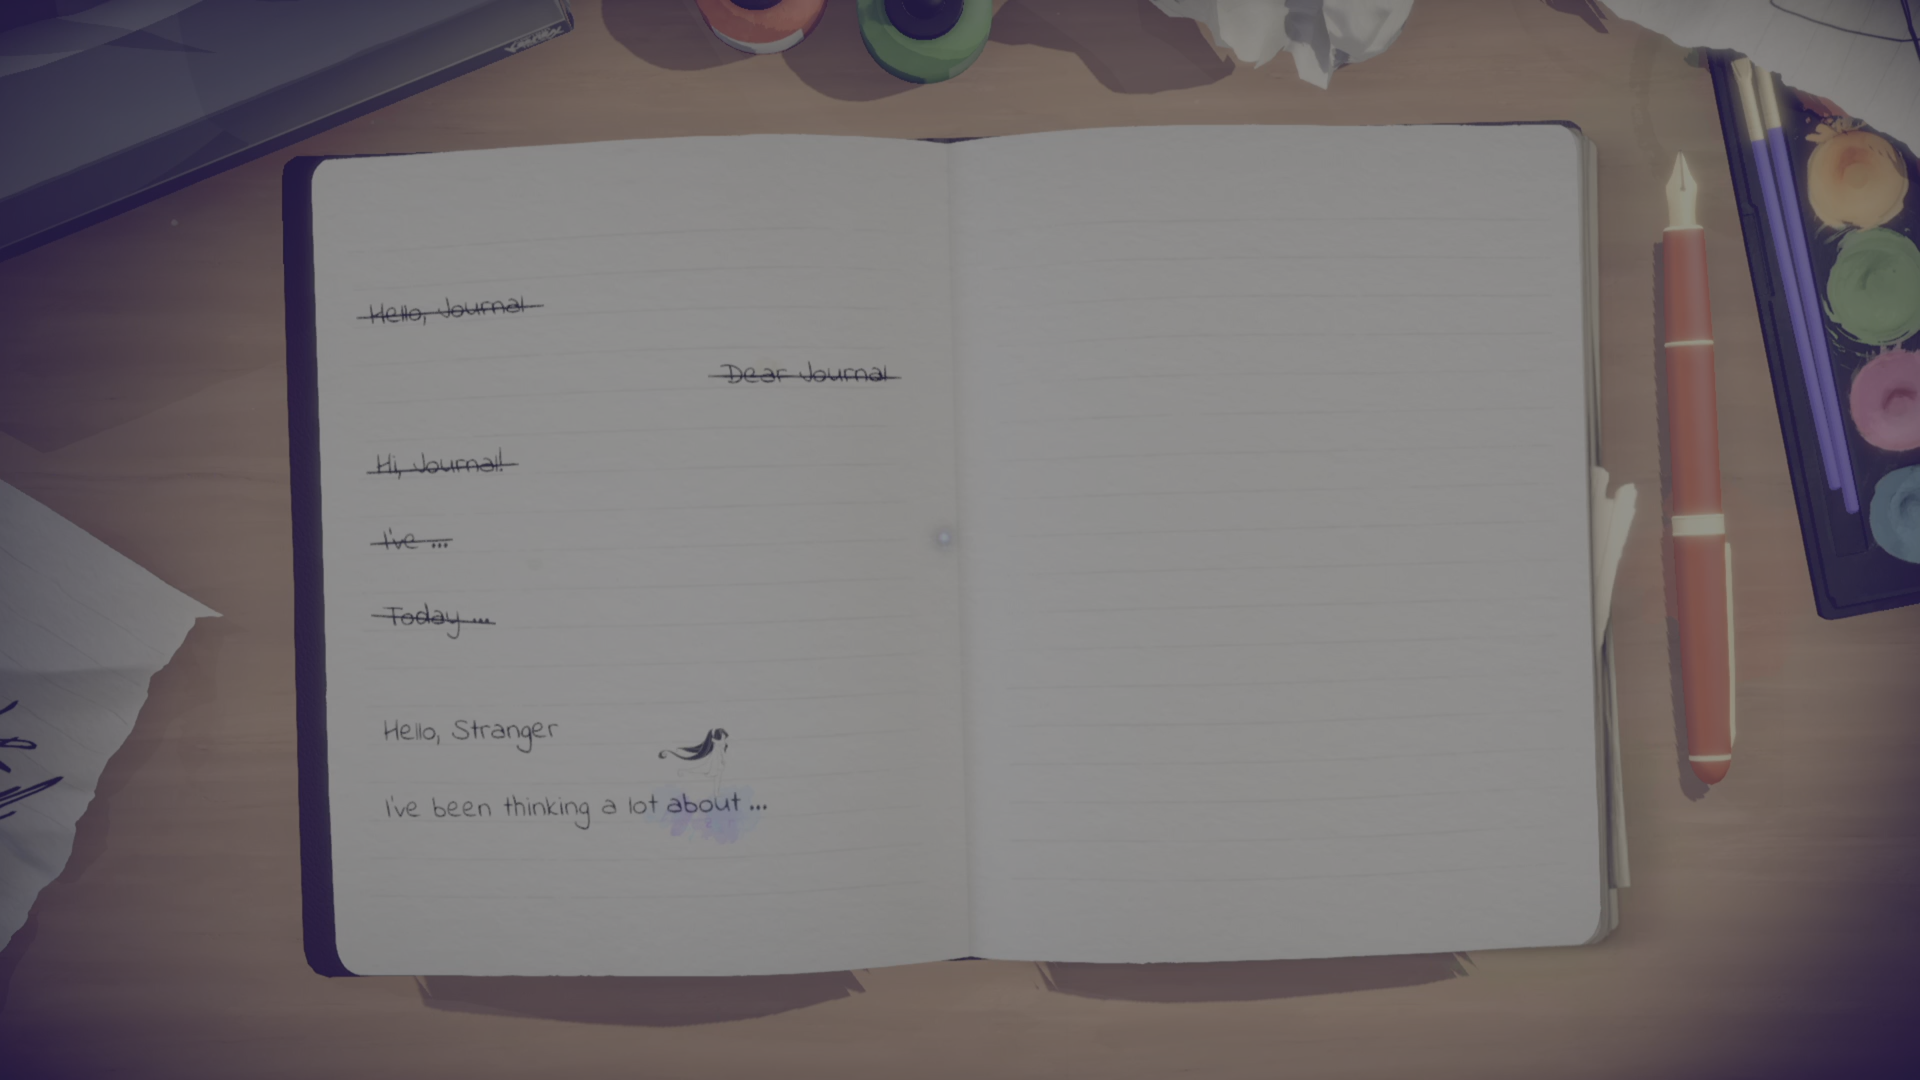 Hello, Journal
Dear Journal
Hi, Journal!
I've ...
Today ...
Hello, Stranger
I've been thinking a lot about ...